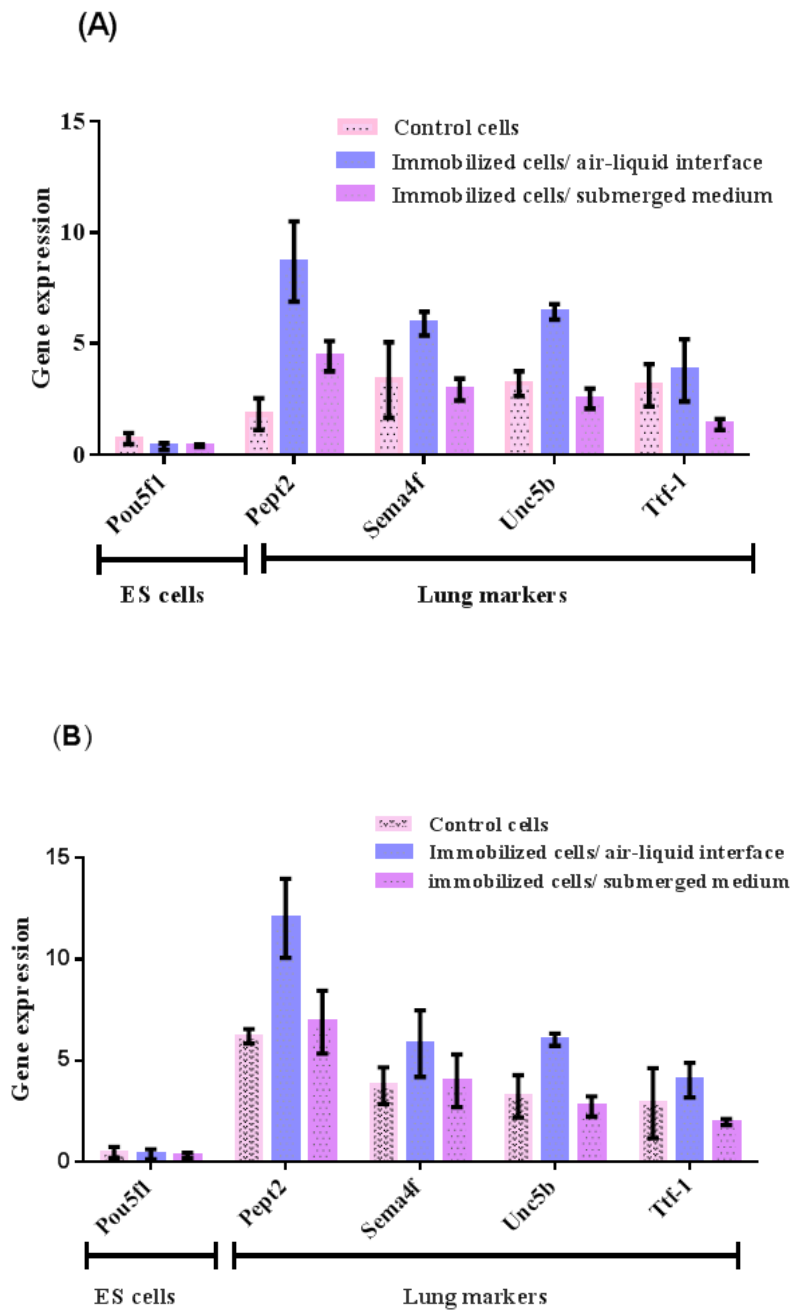 (A)
15
10
5
0
Gene expression
Control cells
Immobilized cells/ air-liquid interface
Immobilized cells/ submerged medium
Pou5f1
Pept2
Sema4f
Unc5b
Ttf-1
ES cells
Lung markers
(B)
15
10
5
0
Gene expression
Control cells
Immobilized cells/ air-liquid interface
immobilized cells/ submerged medium
Pou5f1
Pept2
Sema4f
Unc5b
Ttf-1
ES cells
Lung markers